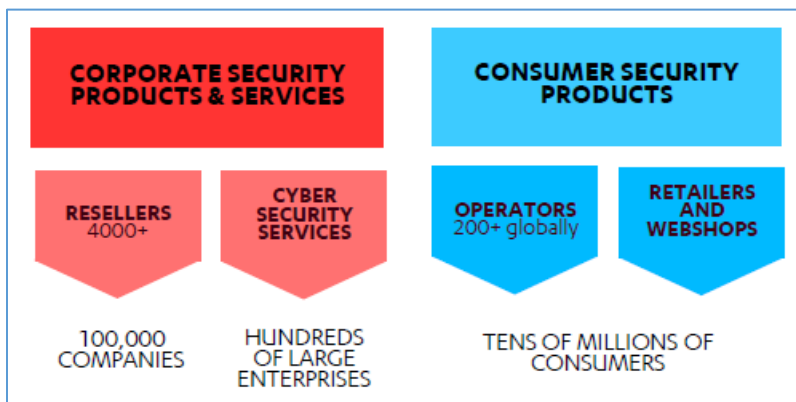 CORPORATE SECURITY
PRODUCTS & SERVICES
CONSUMER SECURITY
PRODUCTS
RESELLERS
4000+
CYBER
SECURITY
SERVICES
OPERATORS
200+ globally
RETAILERS
AND
WEBSHOPS
100,000
COMPANIES
HUNDREDS
OF LARGE
ENTERPRISES
TENS OF MILLIONS OF
CONSUMERS